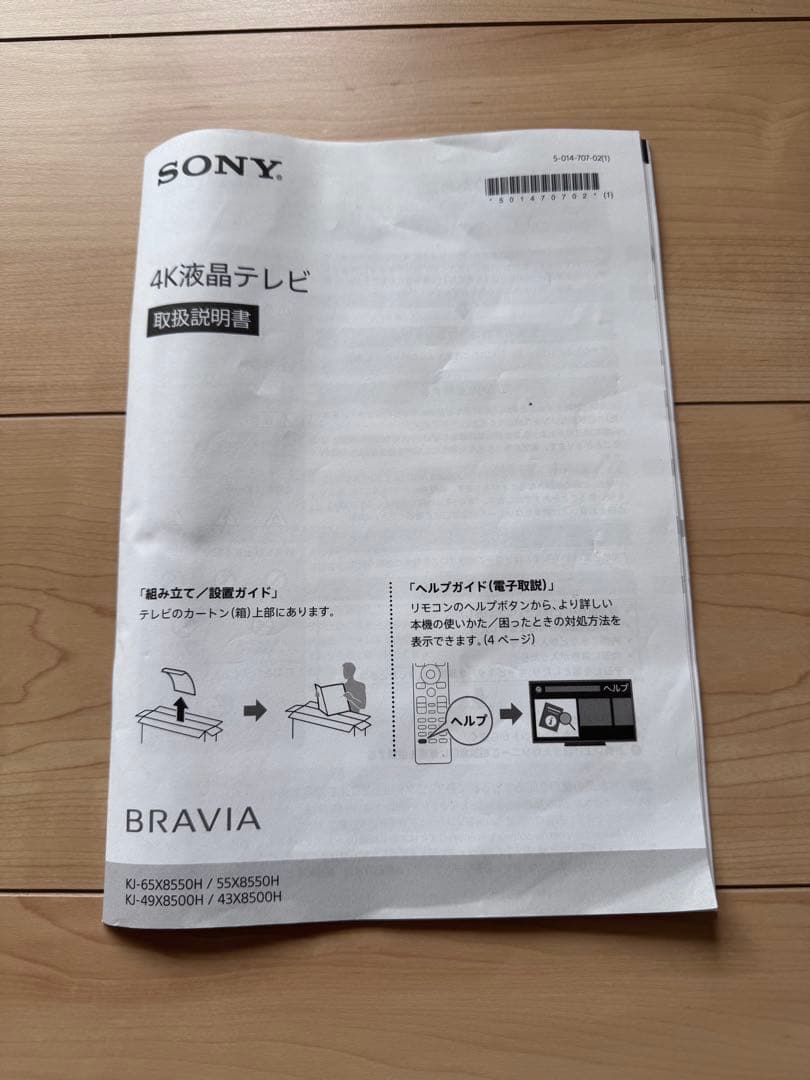 SONY®
5-014-707-02(1)
*501470702*(1)
4K液晶テレビ
取扱説明書
「組み立て／設置ガイド」
テレビのカートン（箱）上部にあります。
「ヘルプガイド（電子取説）」
リモコンのヘルプボタンから、より詳しい
本機の使いかた／困ったときの対処方法を
表示できます。（4 ページ）
ヘルプ
ヘルプ
BRAVIA
KJ-65X8550H / 55X8550H
KJ-49X8500H / 43X8500H